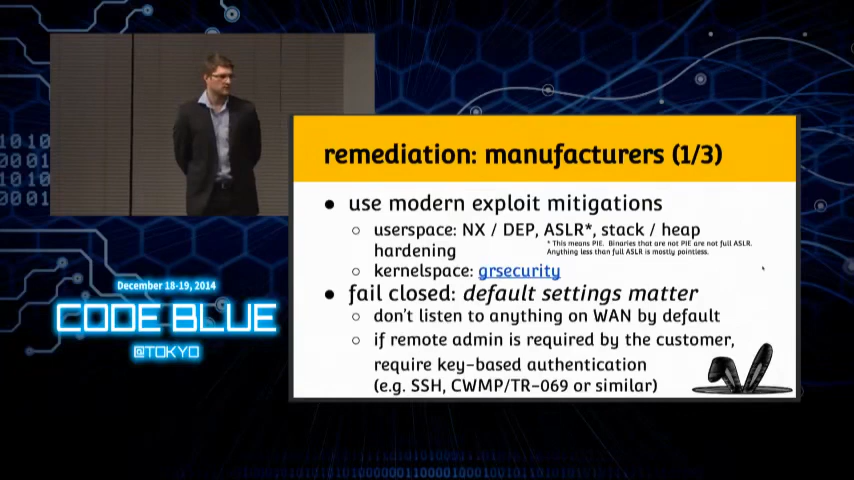 remediation: manufacturers (1/3)
● use modern exploit mitigations
○ userspace: NX / DEP, ASLR*, stack / heap
hardening
* This means PIE. Binaries that are not PIE are not full ASLR.
Anything less than full ASLR is mostly pointless.
○ kernelspace: grsecurity
● fail closed: default settings matter
○ don't listen to anything on WAN by default
○ if remote admin is required by the customer,
require key-based authentication
(e.g. SSH, CWMP/TR-069 or similar)
December 18-19, 2014
CODE BLUE
@TOKYO